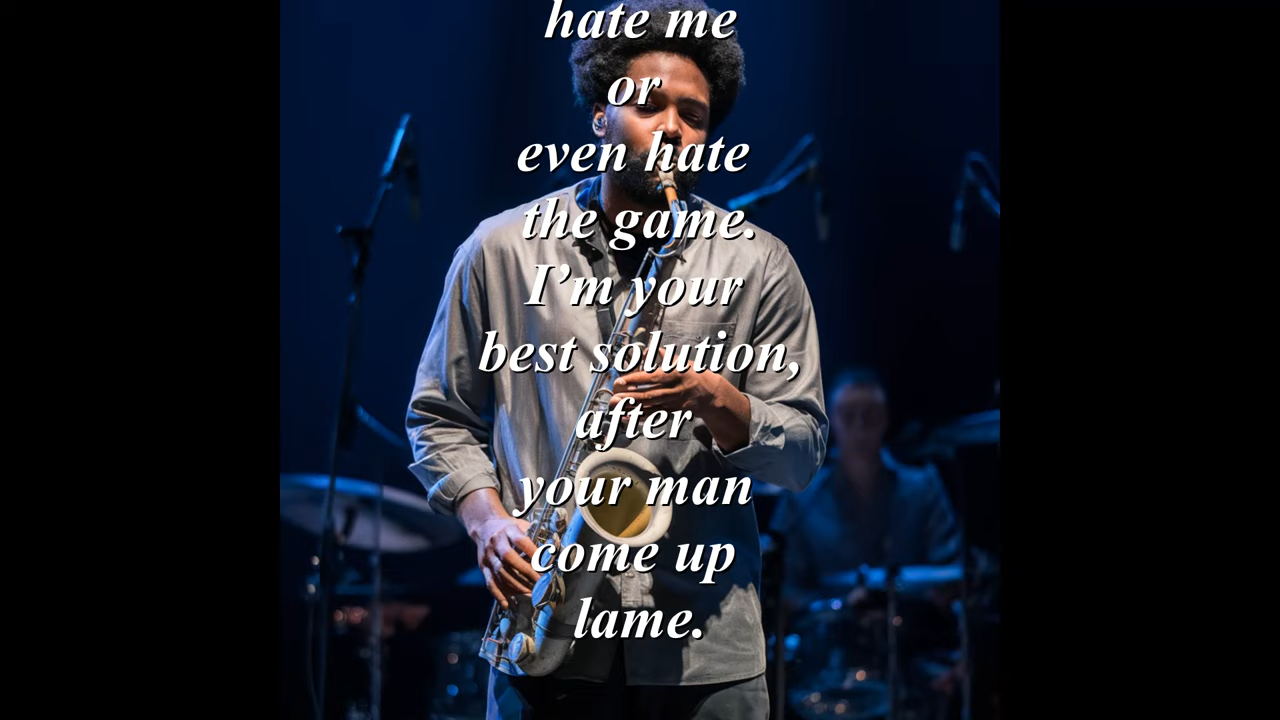 hate me
or
even hate
the game.
I’m your
best solution,
after
your man
come up
lame.